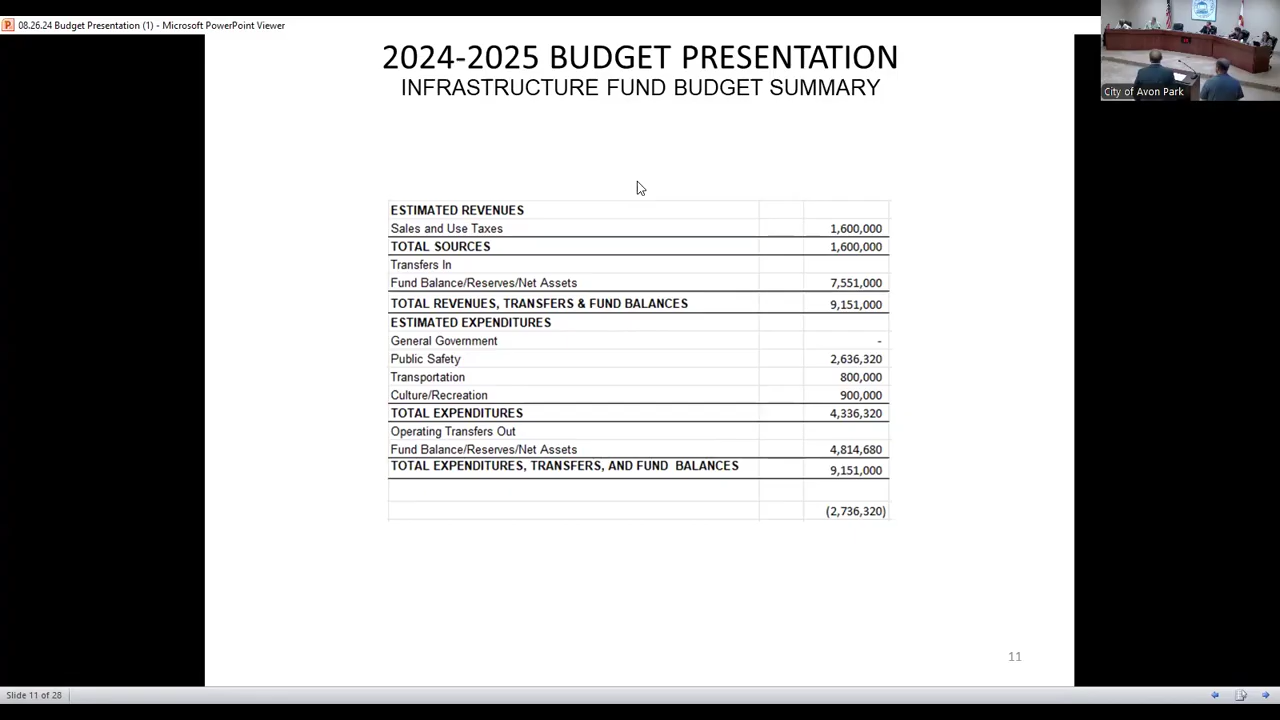 08.26.24 Budget Presentation (1) - Microsoft PowerPoint Viewer
City of Avon Park
2024-2025 BUDGET PRESENTATION
INFRASTRUCTURE FUND BUDGET SUMMARY
ESTIMATED REVENUES
Sales and Use Taxes 1,600,000
TOTAL SOURCES 1,600,000
Transfers In
Fund Balance/Reserves/Net Assets 7,551,000
TOTAL REVENUES, TRANSFERS & FUND BALANCES 9,151,000
ESTIMATED EXPENDITURES
General Government -
Public Safety 2,636,320
Transportation 800,000
Culture/Recreation 900,000
TOTAL EXPENDITURES 4,336,320
Operating Transfers Out
Fund Balance/Reserves/Net Assets 4,814,680
TOTAL EXPENDITURES, TRANSFERS, AND FUND BALANCES 9,151,000
(2,736,320)
11
Slide 11 of 28